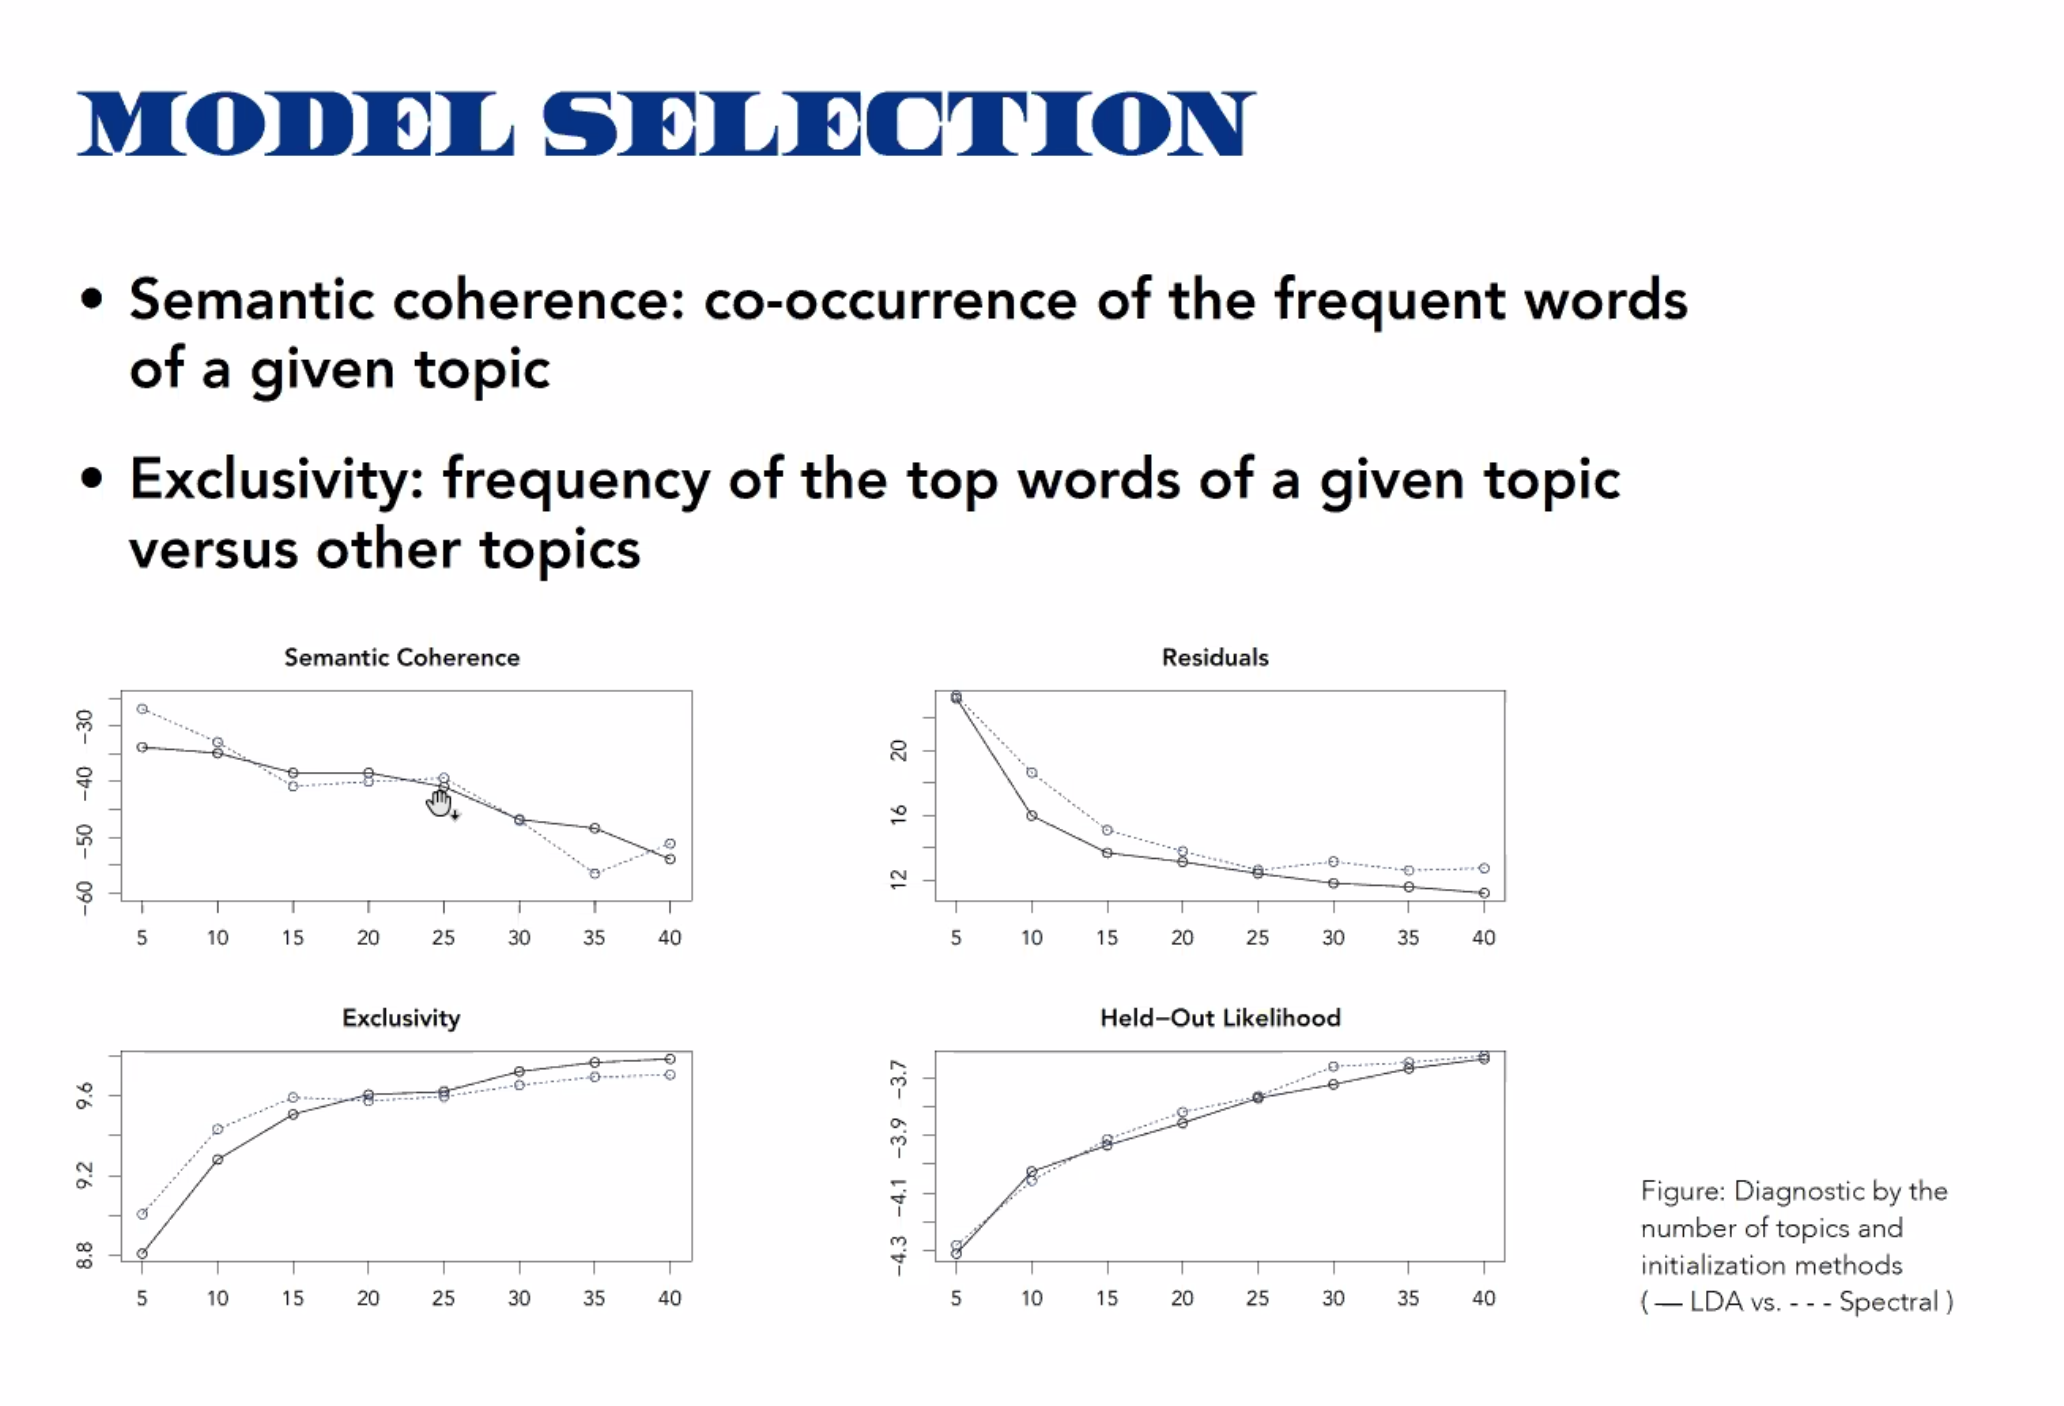 MODEL SELECTION
• Semantic coherence: co-occurrence of the frequent words
of a given topic
• Exclusivity: frequency of the top words of a given topic
versus other topics
Semantic Coherence
−30
−40
−50
−60
5 10 15 20 25 30 35 40
Residuals
20
16
12
5 10 15 20 25 30 35 40
Exclusivity
9.6
9.2
8.8
5 10 15 20 25 30 35 40
Held−Out Likelihood
−3.7
−3.9
−4.1
−4.3
5 10 15 20 25 30 35 40
Figure: Diagnostic by the
number of topics and
initialization methods
( — LDA vs. - - - Spectral )